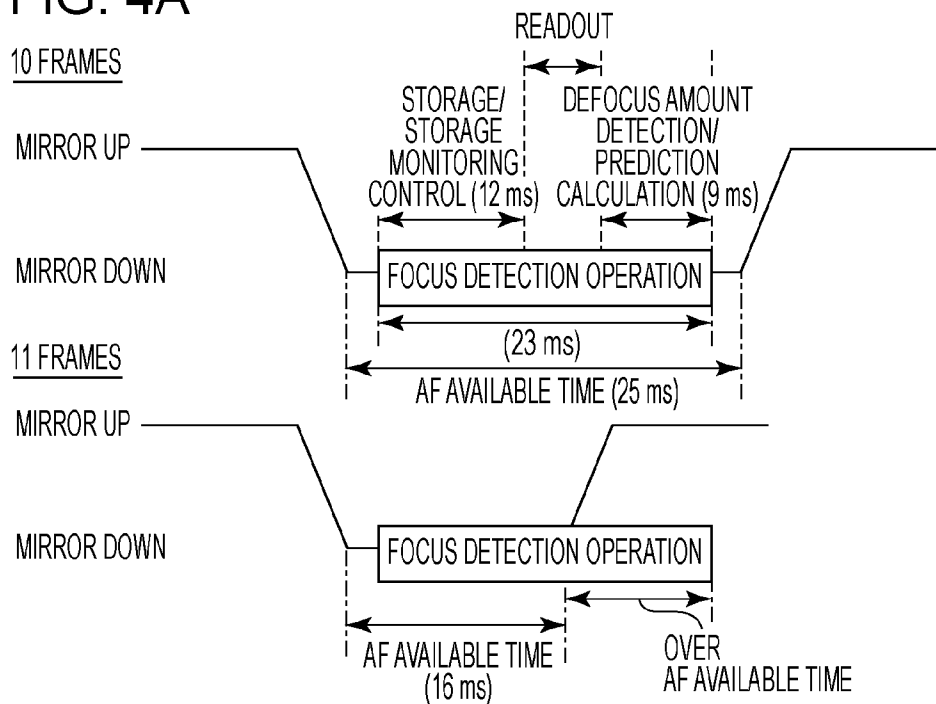 FIG. 4A
10 FRAMES
READOUT
STORAGE/
STORAGE
MONITORING
CONTROL (12 ms)
DEFOCUS AMOUNT
DETECTION/
PREDICTION
CALCULATION (9 ms)
MIRROR UP
MIRROR DOWN
FOCUS DETECTION OPERATION
(23 ms)
AF AVAILABLE TIME (25 ms)
11 FRAMES
MIRROR UP
MIRROR DOWN
FOCUS DETECTION OPERATION
AF AVAILABLE TIME
(16 ms)
OVER
AF AVAILABLE TIME